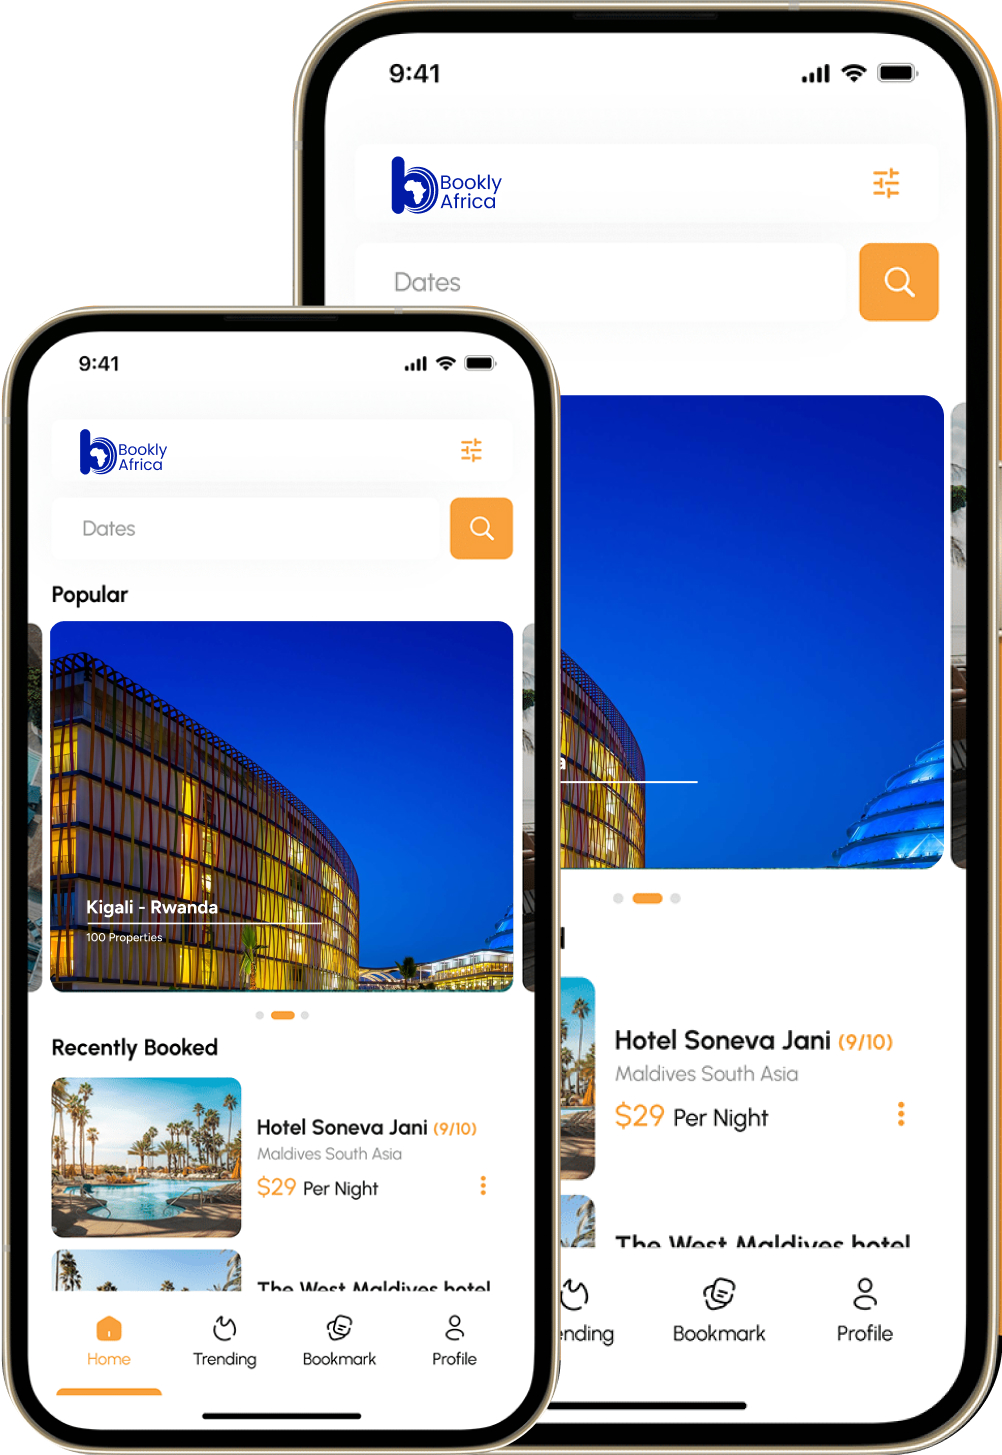 9:41
Bookly
Africa
Dates
9:41
Bookly
Africa
Dates
Popular
Kigali - Rwanda
100 Properties
Recently Booked
Hotel Soneva Jani (9/10)
Maldives South Asia
$29 Per Night
The West Maldives hotel
Home
Trending
Bookmark
Profile
Hotel Soneva Jani (9/10)
Maldives South Asia
$29 Per Night
The West Maldives hotel
ending
Bookmark
Profile